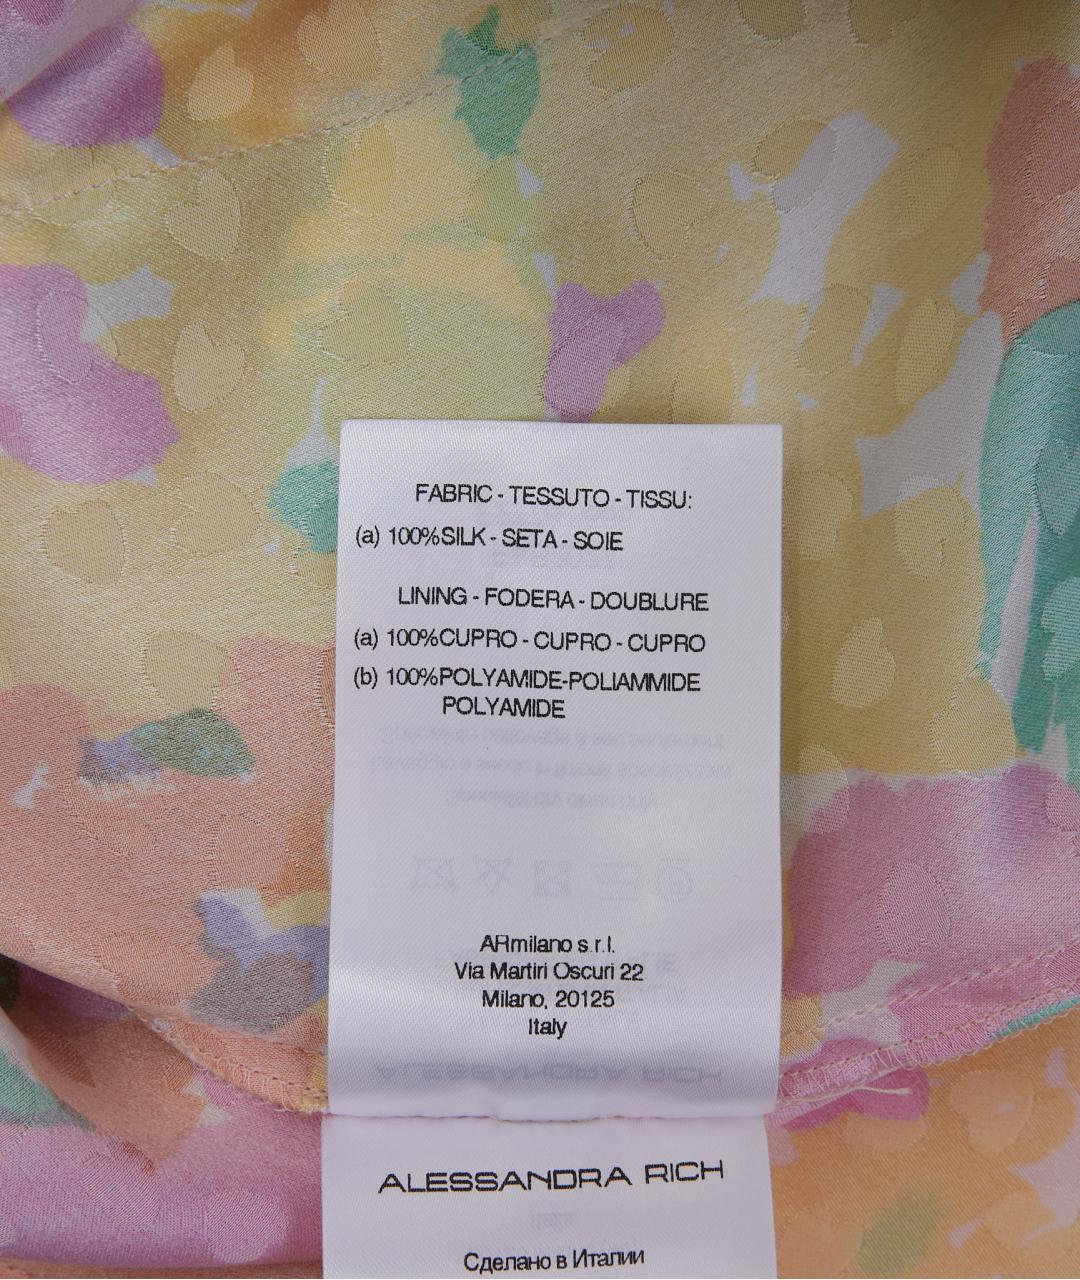 FABRIC - TESSUTO - TISSU:
(a) 100%SILK - SETA - SOIE
LINING - FODERA - DOUBLURE
(a) 100%CUPRO - CUPRO - CUPRO
(b) 100%POLYAMIDE-POLIAMMIDE
POLYAMIDE
ARmilano s.r.l.
Via Martiri Oscuri 22
Milano, 20125
Italy
ALESSANDRA RICH
Сделано в Италии